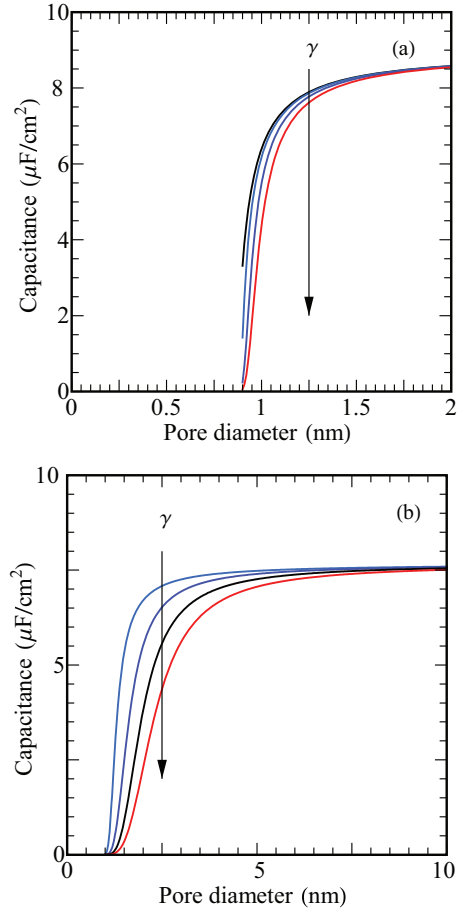 10
(a)
γ
8
6
4
2
0
Capacitance (μF/cm²)
0 0.5 1 1.5 2
Pore diameter (nm)
10
(b)
γ
5
0
Capacitance (μF/cm²)
0 5 10
Pore diameter (nm)